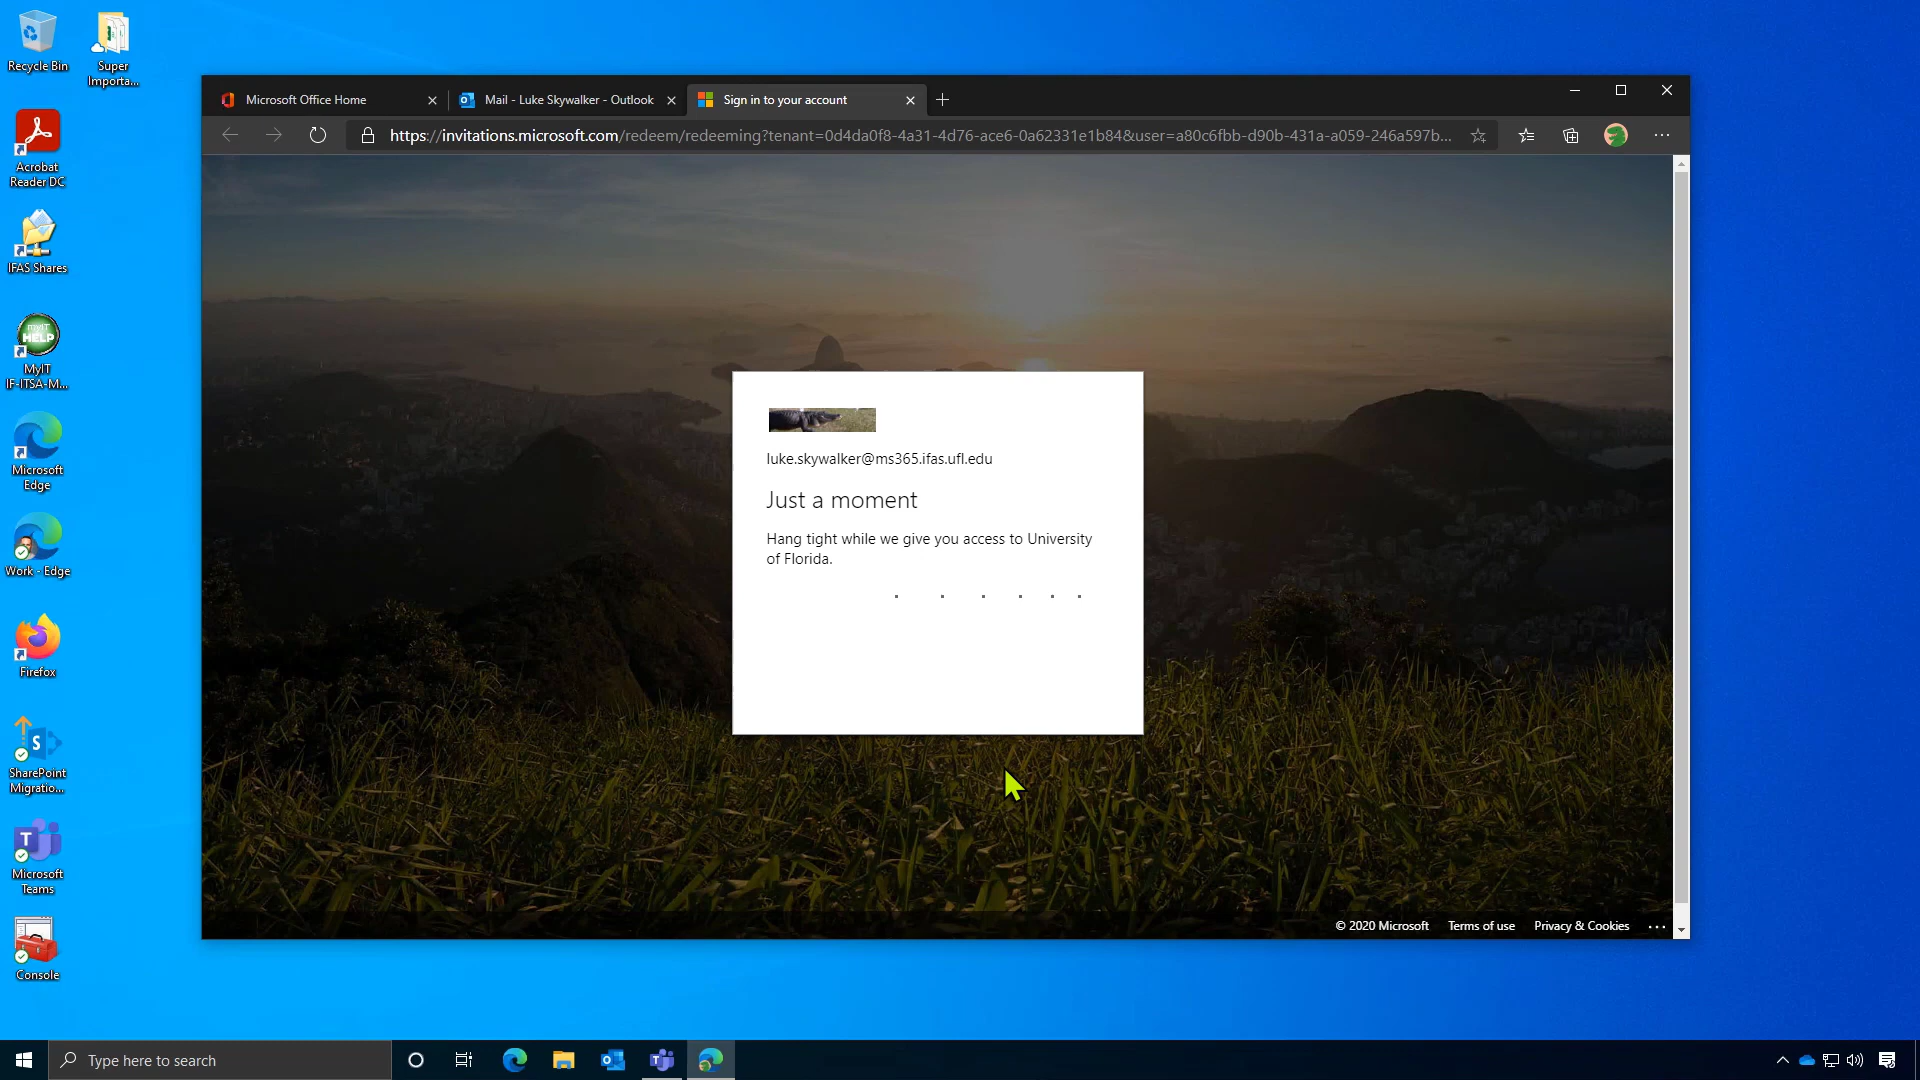 Recycle Bin
Super
Importa...
Acrobat
Reader DC
IFAS Shares
myIT
HELP
MyIT
IF-ITSA-M...
Microsoft
Edge
Work - Edge
Firefox
S
SharePoint
Migratio...
T
Microsoft
Teams
Console
Microsoft Office Home
Mail - Luke Skywalker - Outlook
Sign in to your account
https://invitations.microsoft.com/redeem/redeeming?tenant=0d4da0f8-4a31-4d76-ace6-0a62331e1b84&user=a80c6fbb-d90b-431a-a059-246a597b...
luke.skywalker@ms365.ifas.ufl.edu
Just a moment
Hang tight while we give you access to University
of Florida.
© 2020 Microsoft Terms of use Privacy & Cookies ...
Type here to search